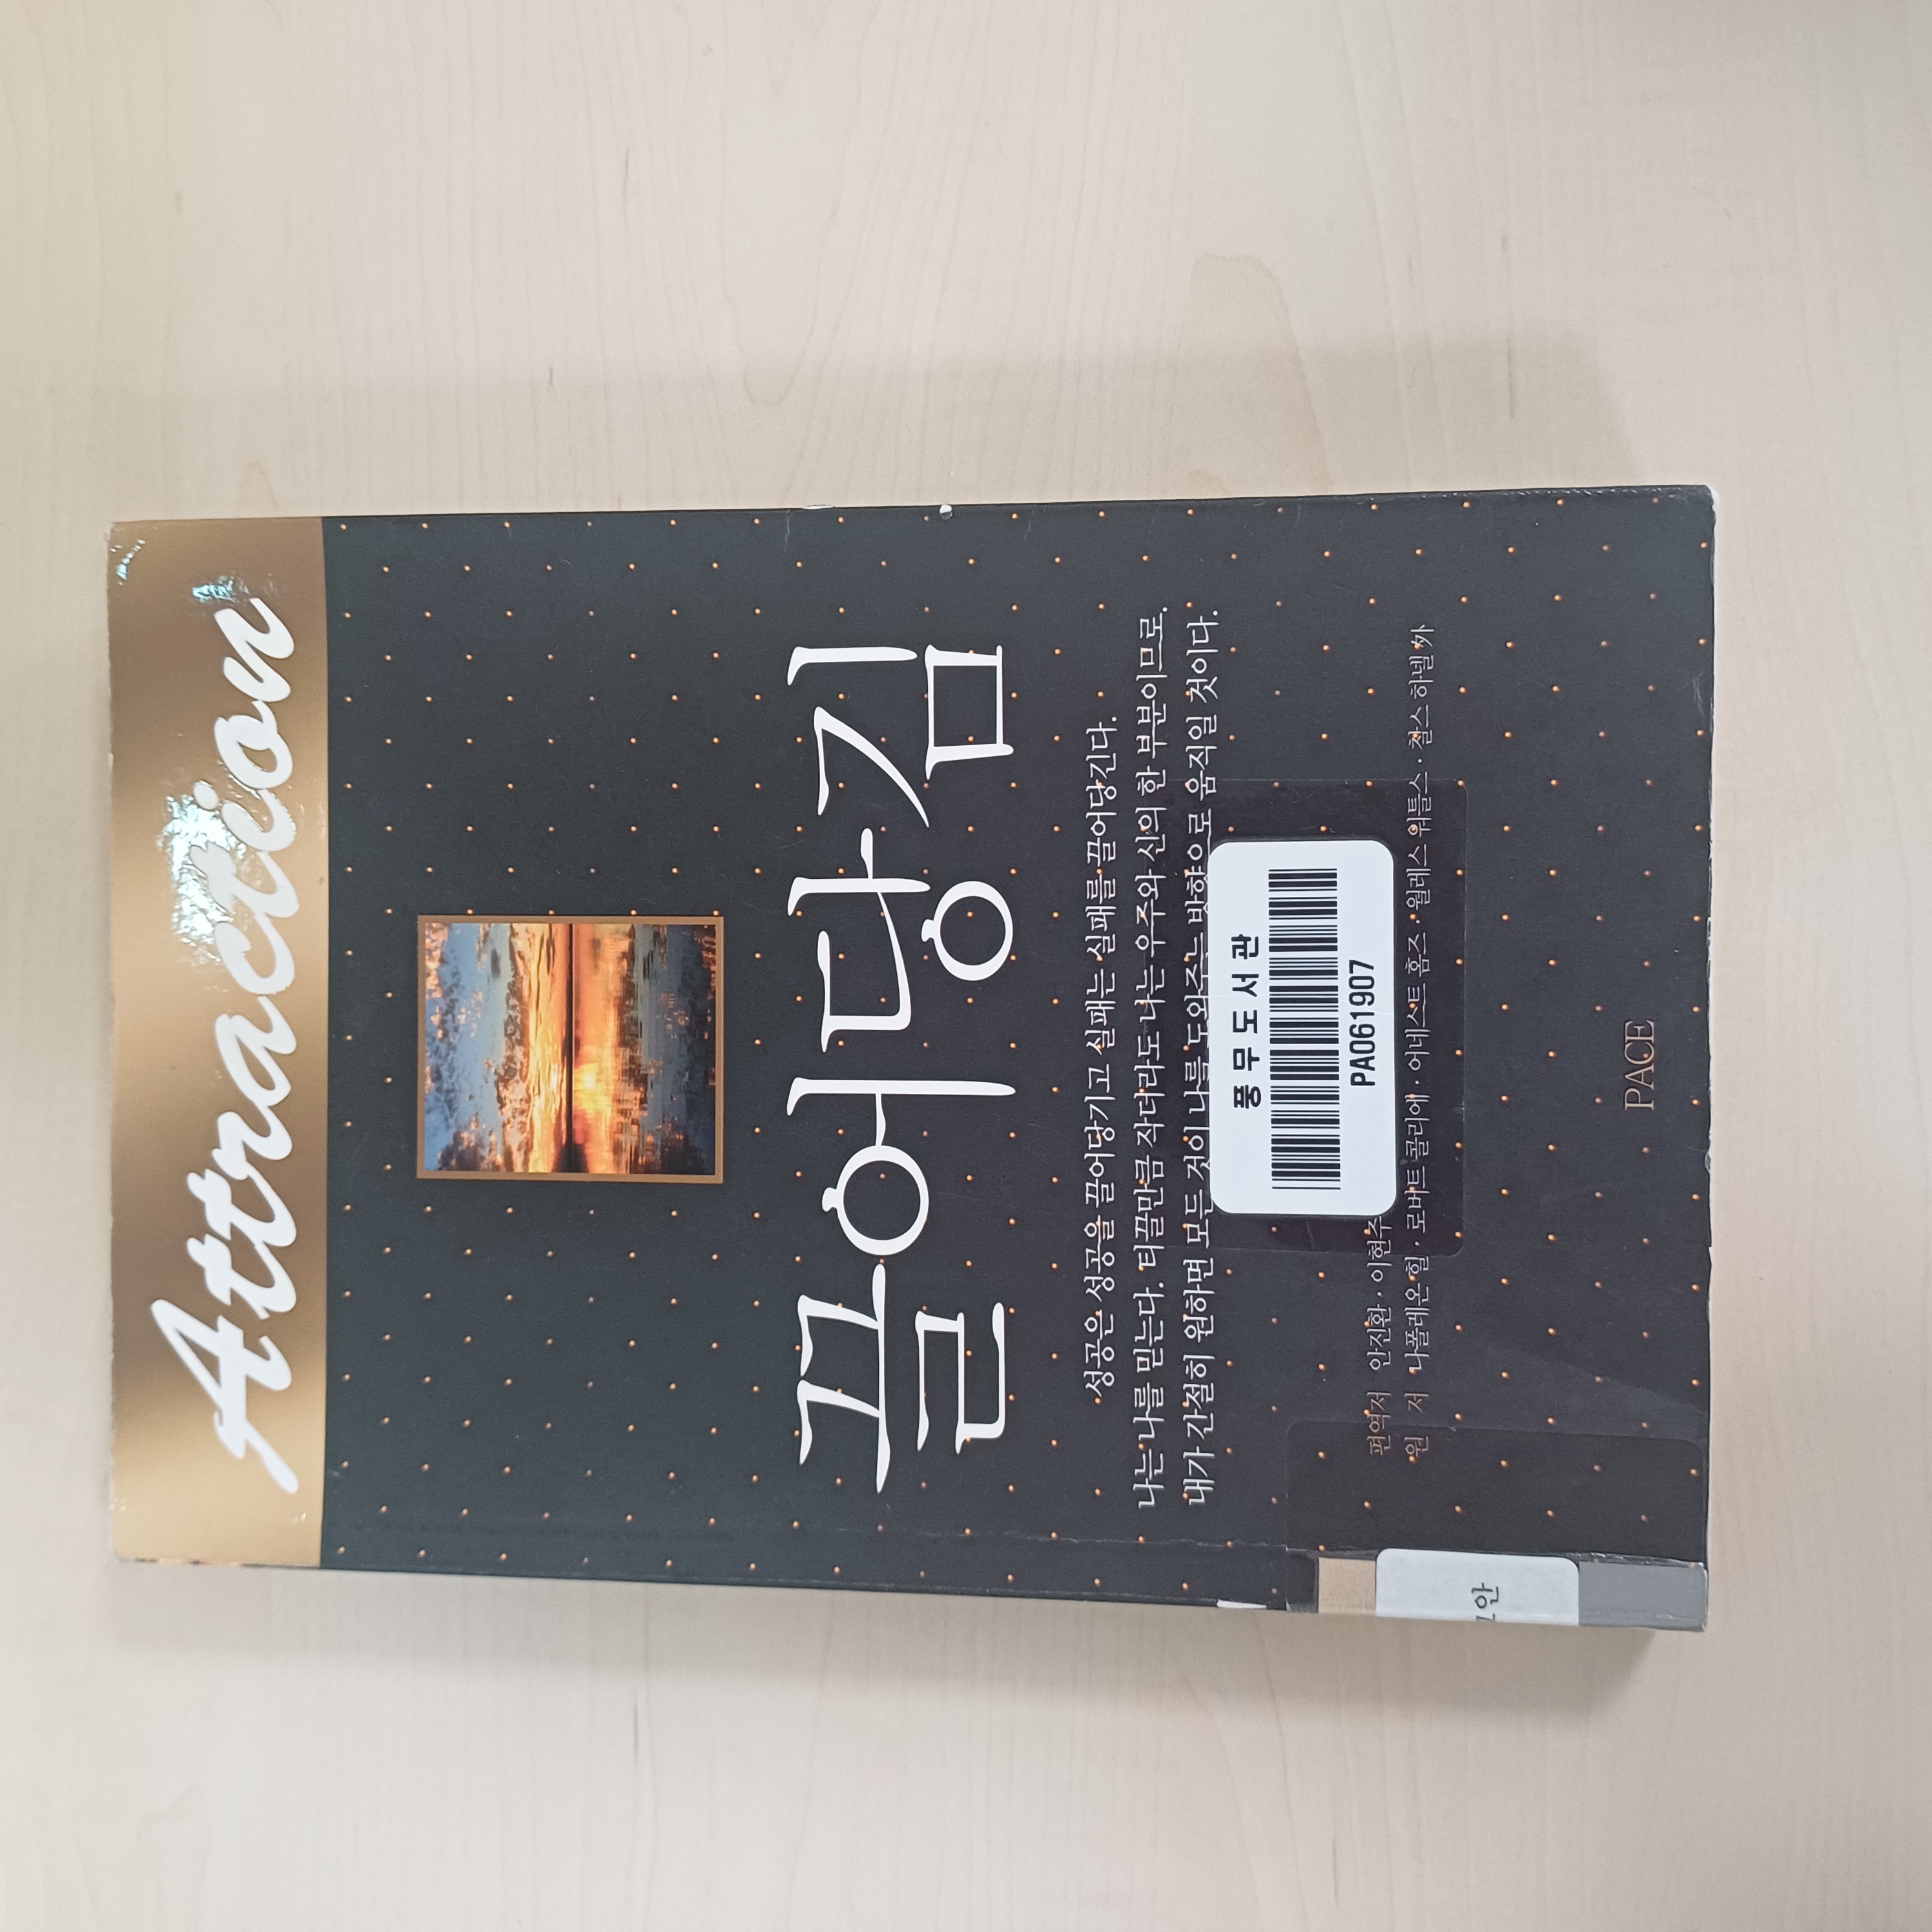 Attraction
끌어당김
성공은 성공을 끌어당기고 실패는 실패를 끌어당긴다.
나는 나를 믿는다. 티끌만큼 작더라도 나는 우주와 신의 한 부분이므로.
내가 간절히 원하면 모든 것이 나를 도와주는 방향으로 움직일 것이다.
풍무도서관
PA061907
편역저 안진환·이현주
원 저 나폴레온 힐·로버트 콜리에·어네스트 홈즈·월레스 워틀스·찰스 하넬 外
PACE